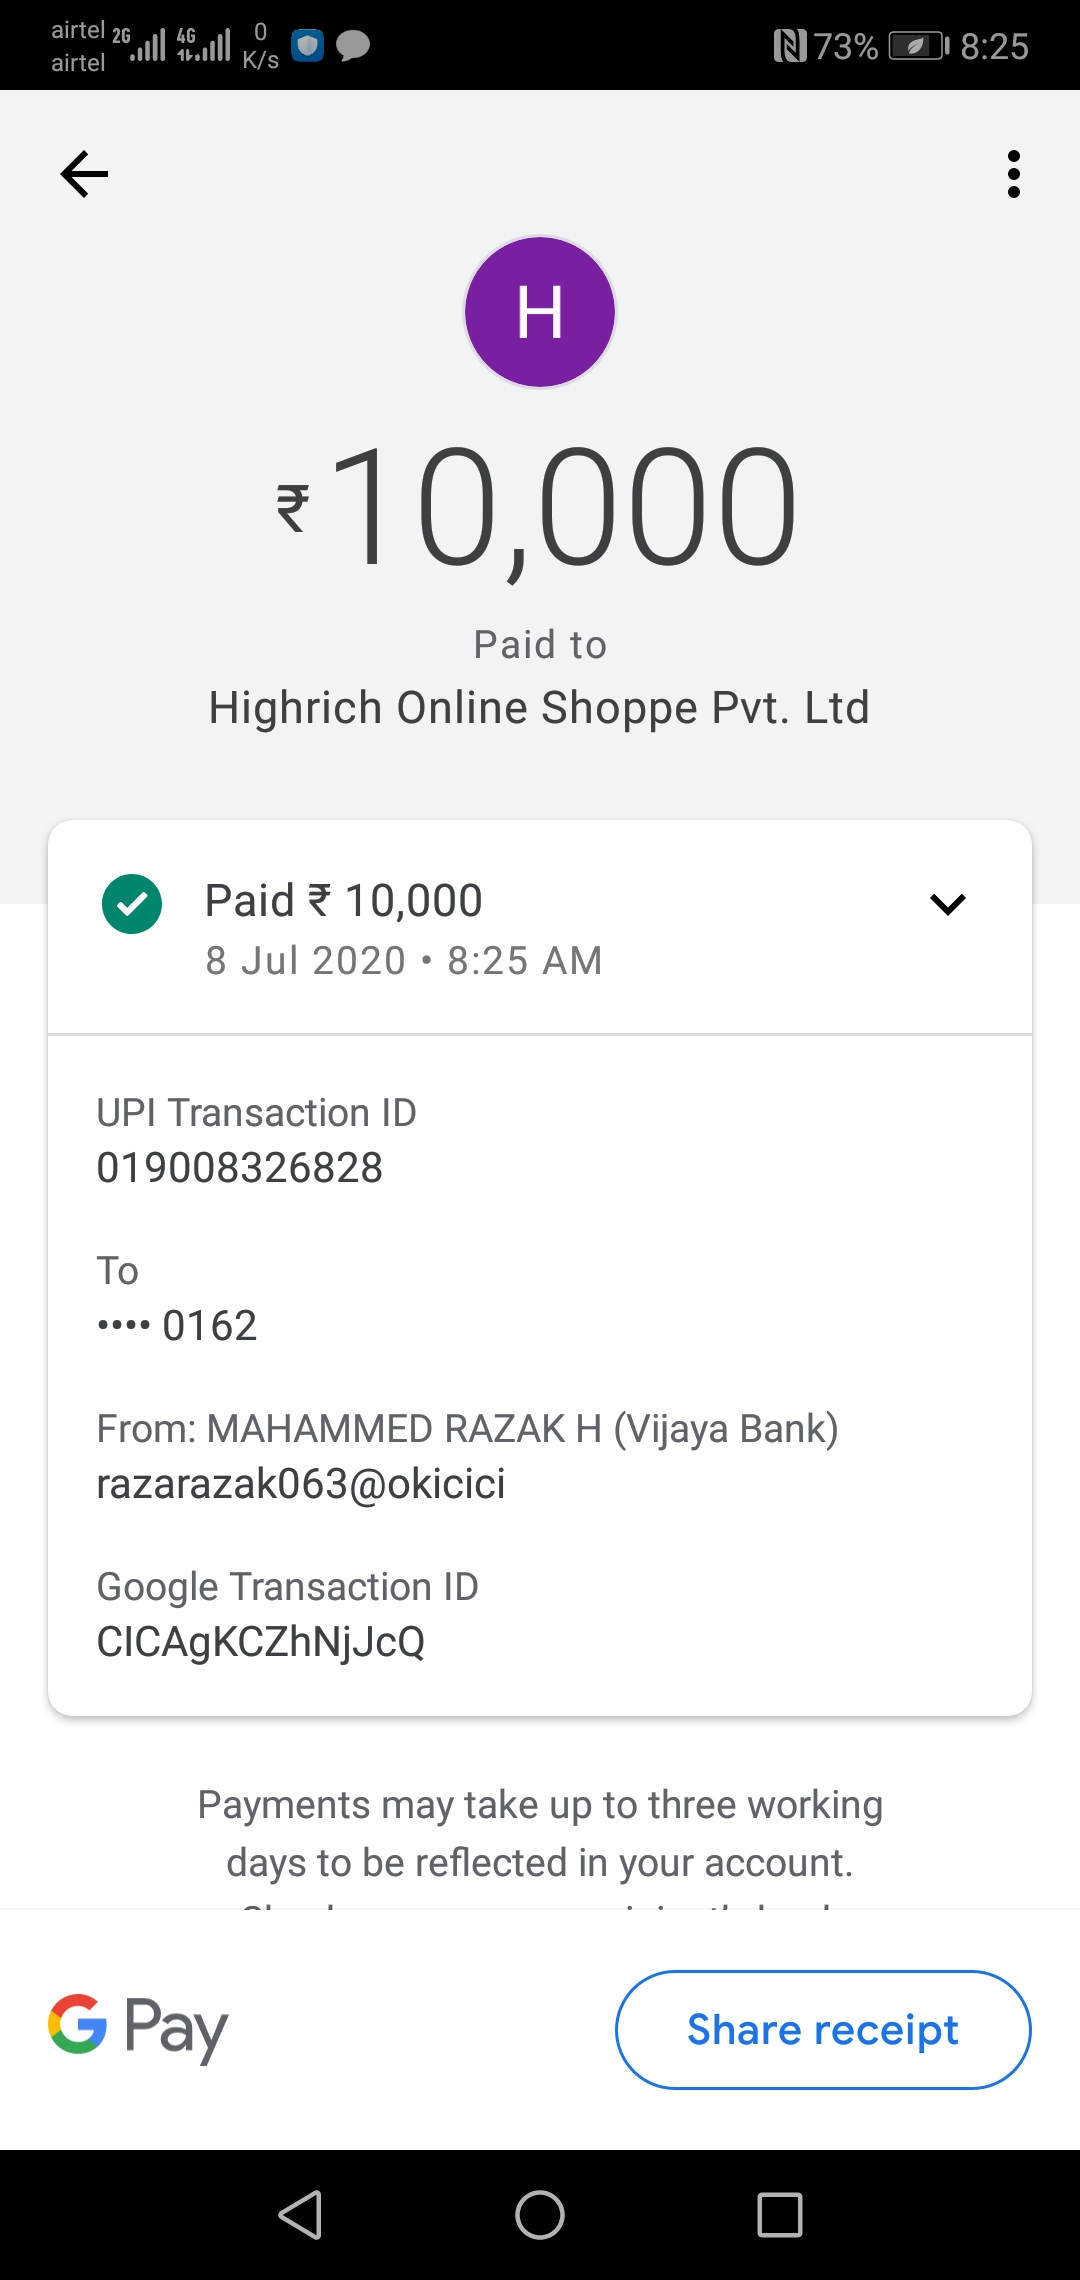 airtel 2G 4G 0 K/s 73% 8:25
airtel
H
₹10,000
Paid to
Highrich Online Shoppe Pvt. Ltd
Paid ₹ 10,000
8 Jul 2020 • 8:25 AM
UPI Transaction ID
019008326828
To
•••• 0162
From: MAHAMMED RAZAK H (Vijaya Bank)
razarazak063@okicici
Google Transaction ID
CICAgKCZhNjJcQ
Payments may take up to three working
days to be reflected in your account.
G Pay
Share receipt